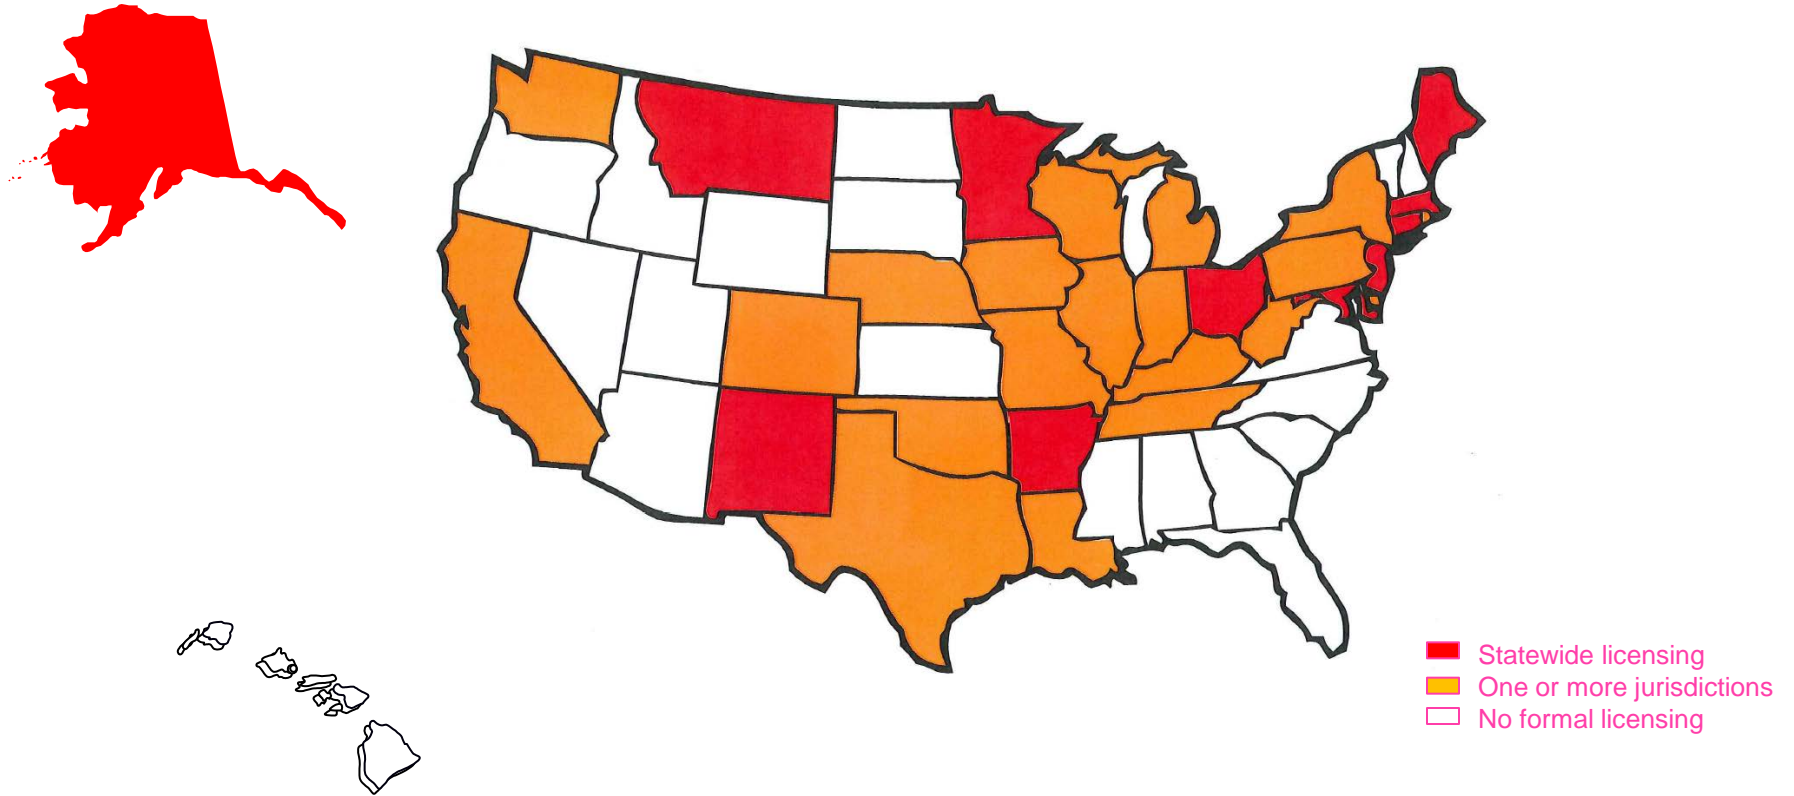 Statewide licensing
One or more jurisdictions
No formal licensing